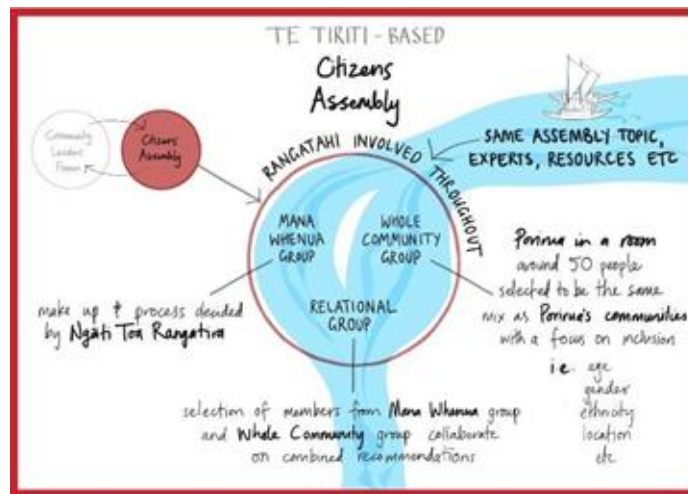 TE TIRITI-BASED
Citizens
Assembly
Community
Leaders
Forum
Citizens
Assembly
RANGATAHI INVOLVED THROUGHOUT
SAME ASSEMBLY TOPIC,
EXPERTS, RESOURCES ETC
MANA
WHENUA
GROUP
WHOLE
COMMUNITY
GROUP
RELATIONAL
GROUP
make up & process decided
by Ngāti Toa Rangatira
Porirua in a room
around 50 people
selected to be the same
mix as Porirua's communities
with a focus on inclusion
i.e. age
gender
ethnicity
location
etc
selection of members from Mana Whenua group
and Whole Community group collaborate
on combined recommendations